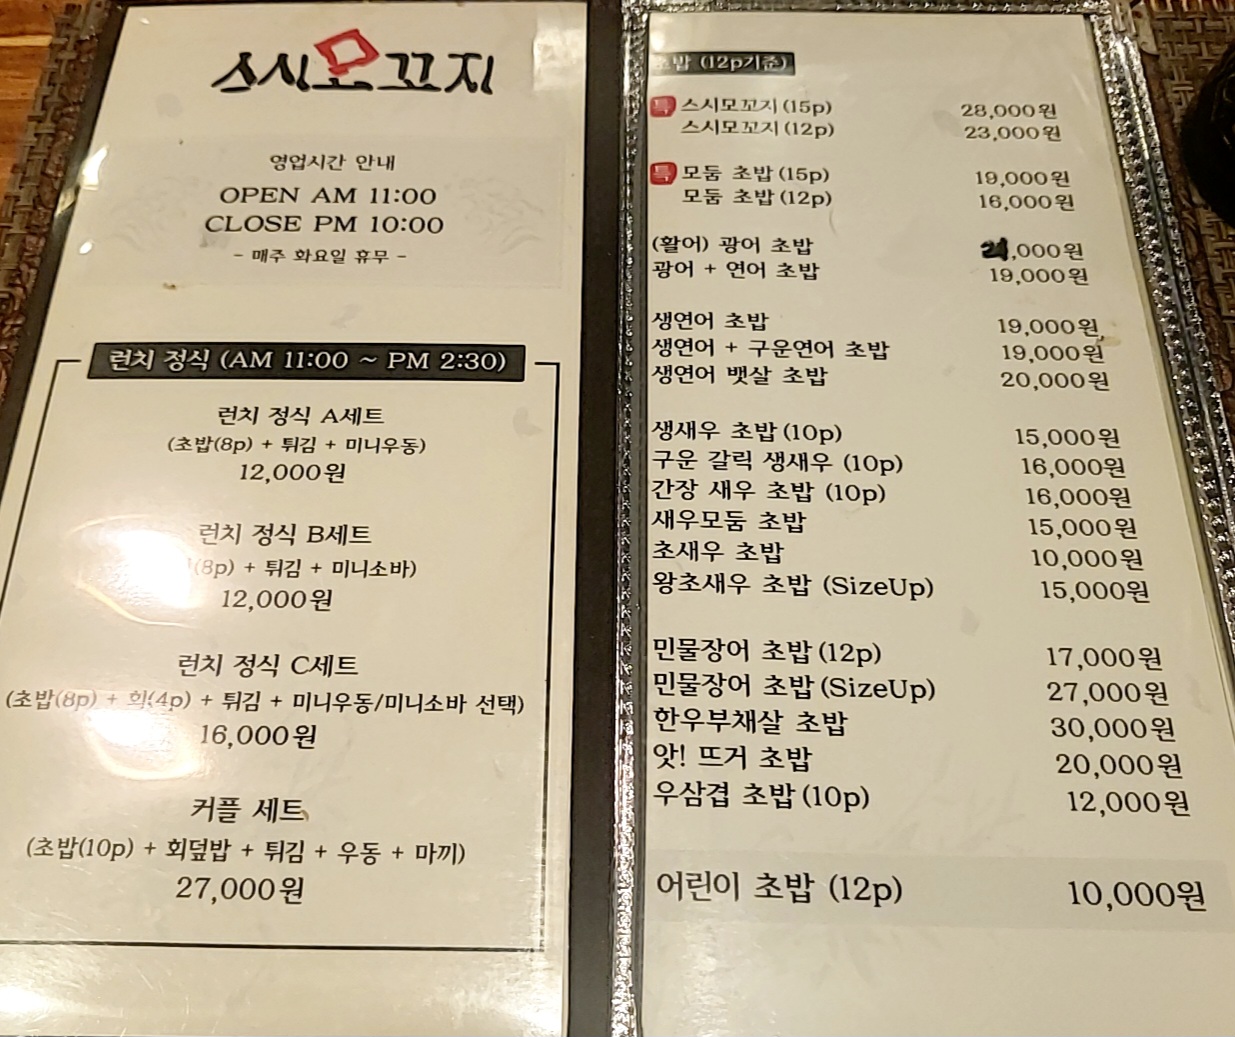 스시모꼬지
영업시간 안내
OPEN AM 11:00
CLOSE PM 10:00
- 매주 화요일 휴무 -
런치 정식 (AM 11:00 ~ PM 2:30)
런치 정식 A세트
(초밥(8p) + 튀김 + 미니우동)
12,000원
런치 정식 B세트
(8p) + 튀김 + 미니소바)
12,000원
런치 정식 C세트
(초밥(8p) + 회(4p) + 튀김 + 미니우동/미니소바 선택)
16,000원
커플 세트
(초밥(10p) + 회덮밥 + 튀김 + 우동 + 마끼)
27,000원
초밥 (12p기준)
특 스시모꼬지 (15p) 28,000원
스시모꼬지 (12p) 23,000원
특 모둠 초밥 (15p) 19,000원
모둠 초밥 (12p) 16,000원
(활어) 광어 초밥 21,000원
광어 + 연어 초밥 19,000원
생연어 초밥 19,000원
생연어 + 구운연어 초밥 19,000원
생연어 뱃살 초밥 20,000원
생새우 초밥 (10p) 15,000원
구운 갈릭 생새우 (10p) 16,000원
간장 새우 초밥 (10p) 16,000원
새우모둠 초밥 15,000원
초새우 초밥 10,000원
왕초새우 초밥 (SizeUp) 15,000원
민물장어 초밥 (12p) 17,000원
민물장어 초밥 (SizeUp) 27,000원
한우부채살 초밥 30,000원
앗! 뜨거 초밥 20,000원
우삼겹 초밥 (10p) 12,000원
어린이 초밥 (12p) 10,000원